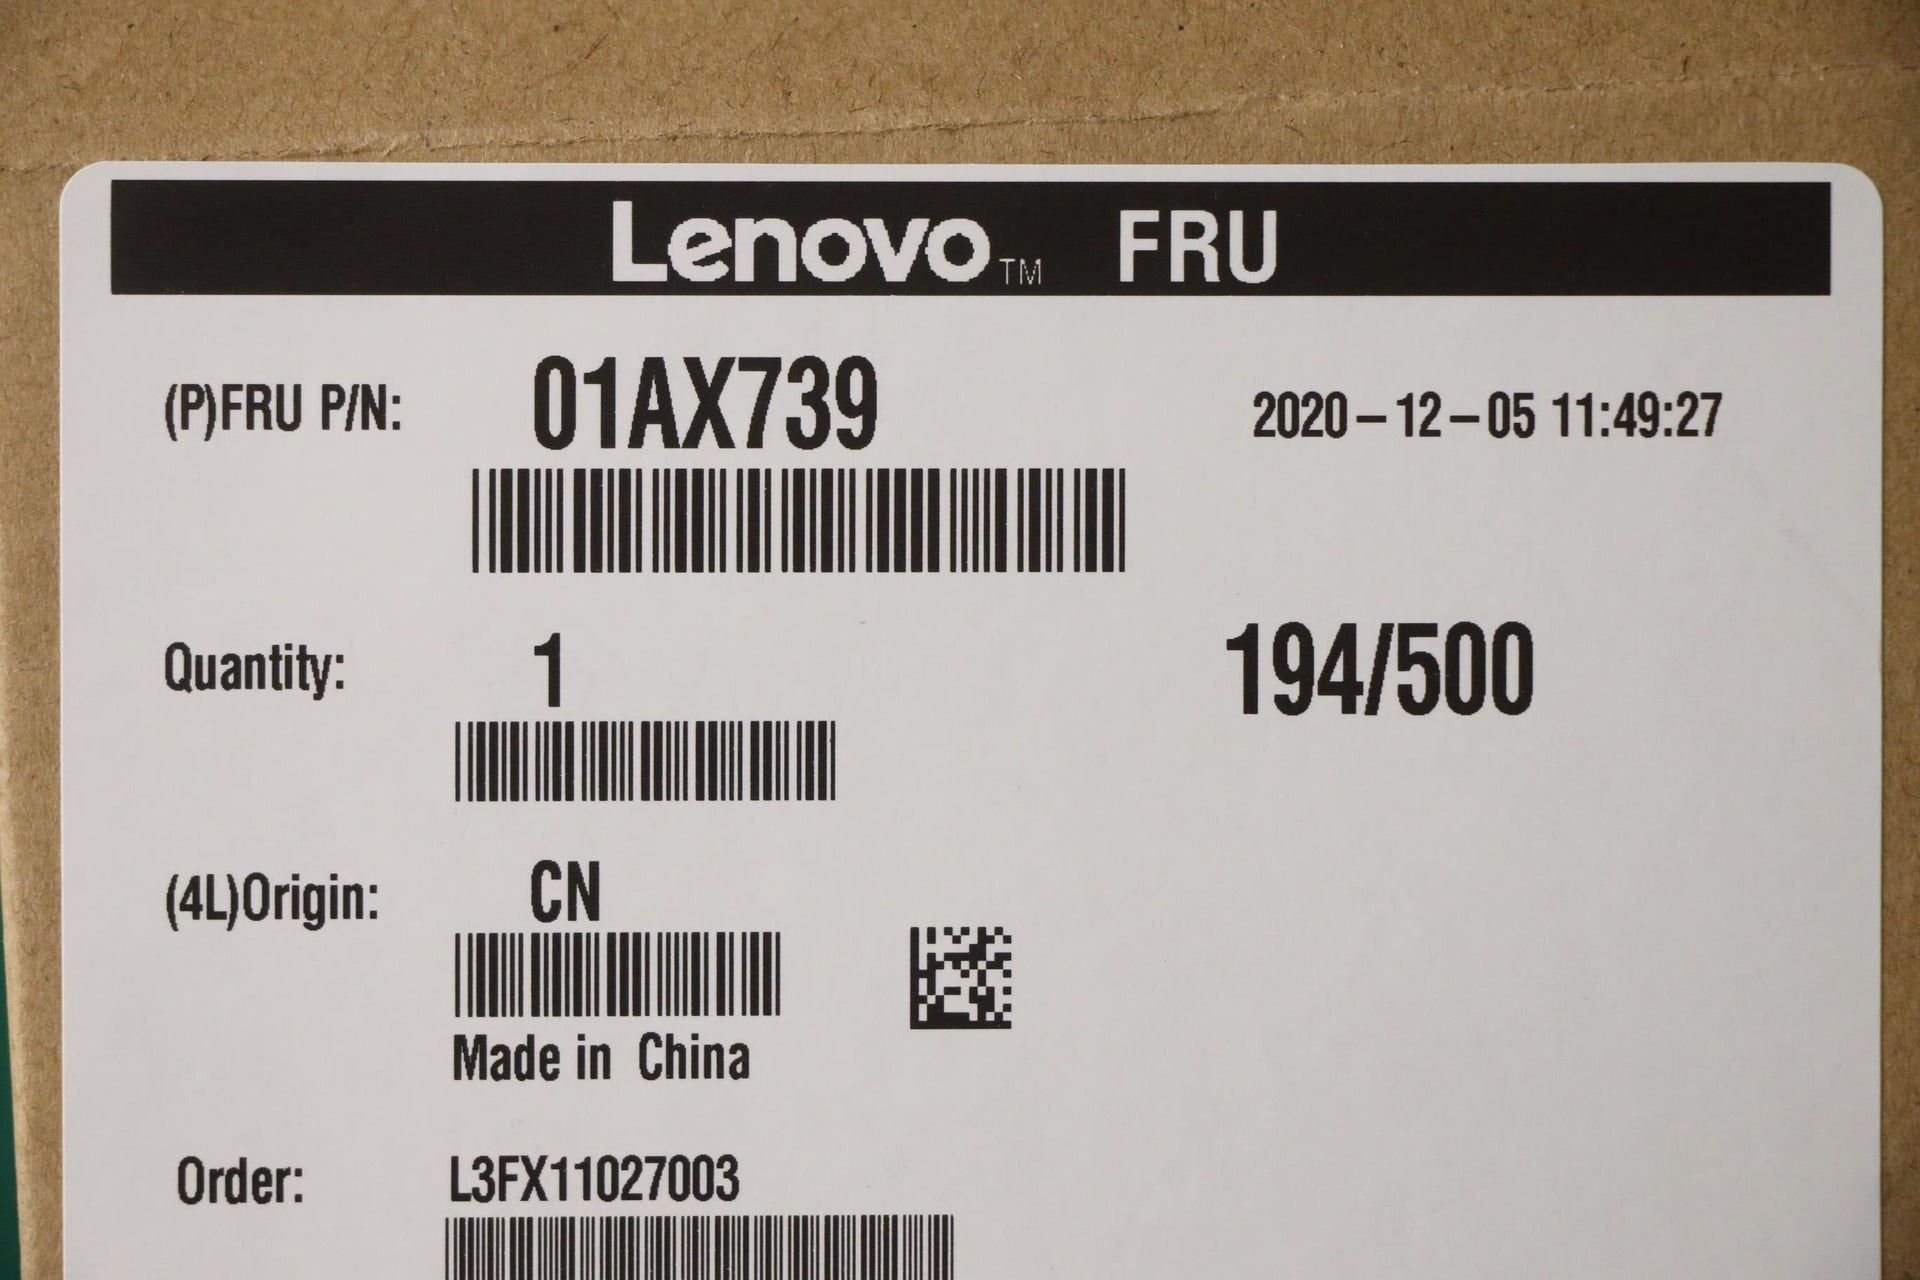 Lenovo™ FRU
(P)FRU P/N: 01AX739 2020-12-05 11:49:27
Quantity: 1 194/500
(4L)Origin: CN
Made in China
Order: L3FX11027003